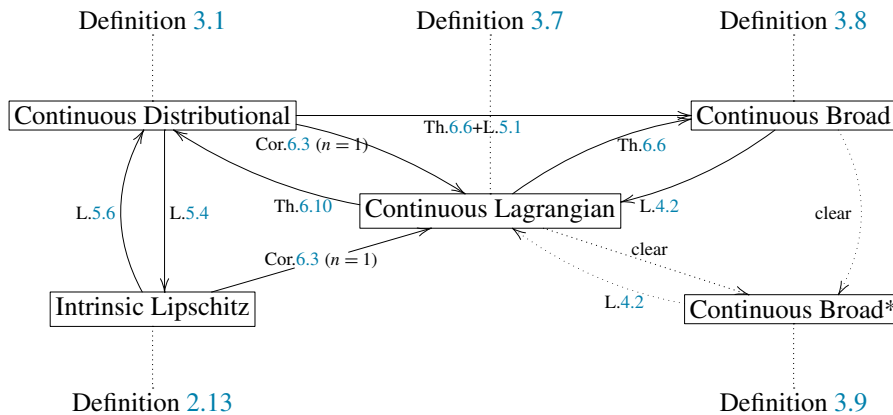 Definition 3.1
Definition 3.7
Definition 3.8
Continuous Distributional
Continuous Broad
Th.6.6+L.5.1
Cor.6.3 (n = 1)
Th.6.6
L.5.6
L.5.4
Th.6.10
Continuous Lagrangian
L.4.2
clear
Cor.6.3 (n = 1)
clear
L.4.2
Intrinsic Lipschitz
Continuous Broad*
Definition 2.13
Definition 3.9